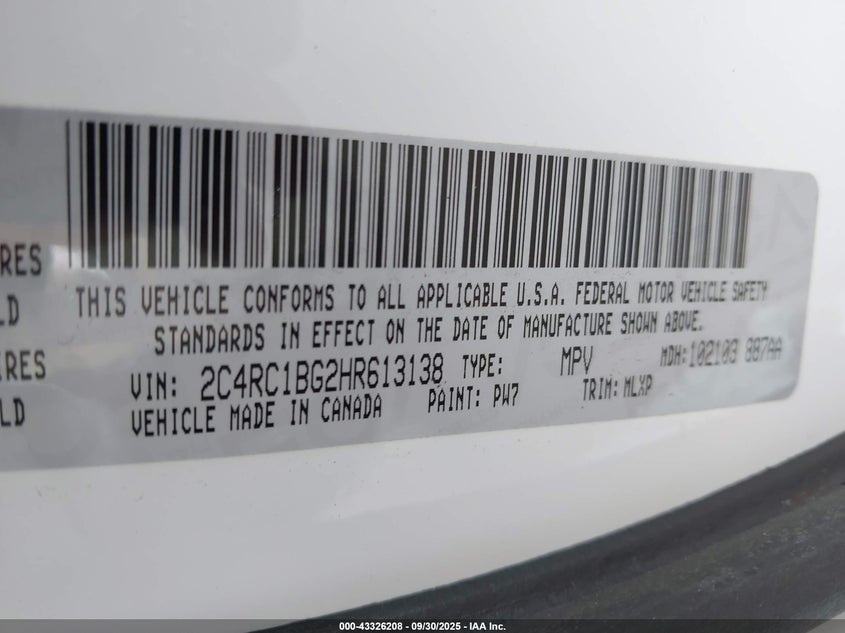 RES
LD
IRES
LD
THIS VEHICLE CONFORMS TO ALL APPLICABLE U.S.A. FEDERAL MOTOR VEHICLE SAFETY
STANDARDS IN EFFECT ON THE DATE OF MANUFACTURE SHOWN ABOVE.
VIN: 2C4RC1BG2HR613138 TYPE: MPV MDH:102103 887AA
VEHICLE MADE IN CANADA PAINT: PW7 TRIM: MLXP
000-43326208 - 09/30/2025 - IAA Inc.